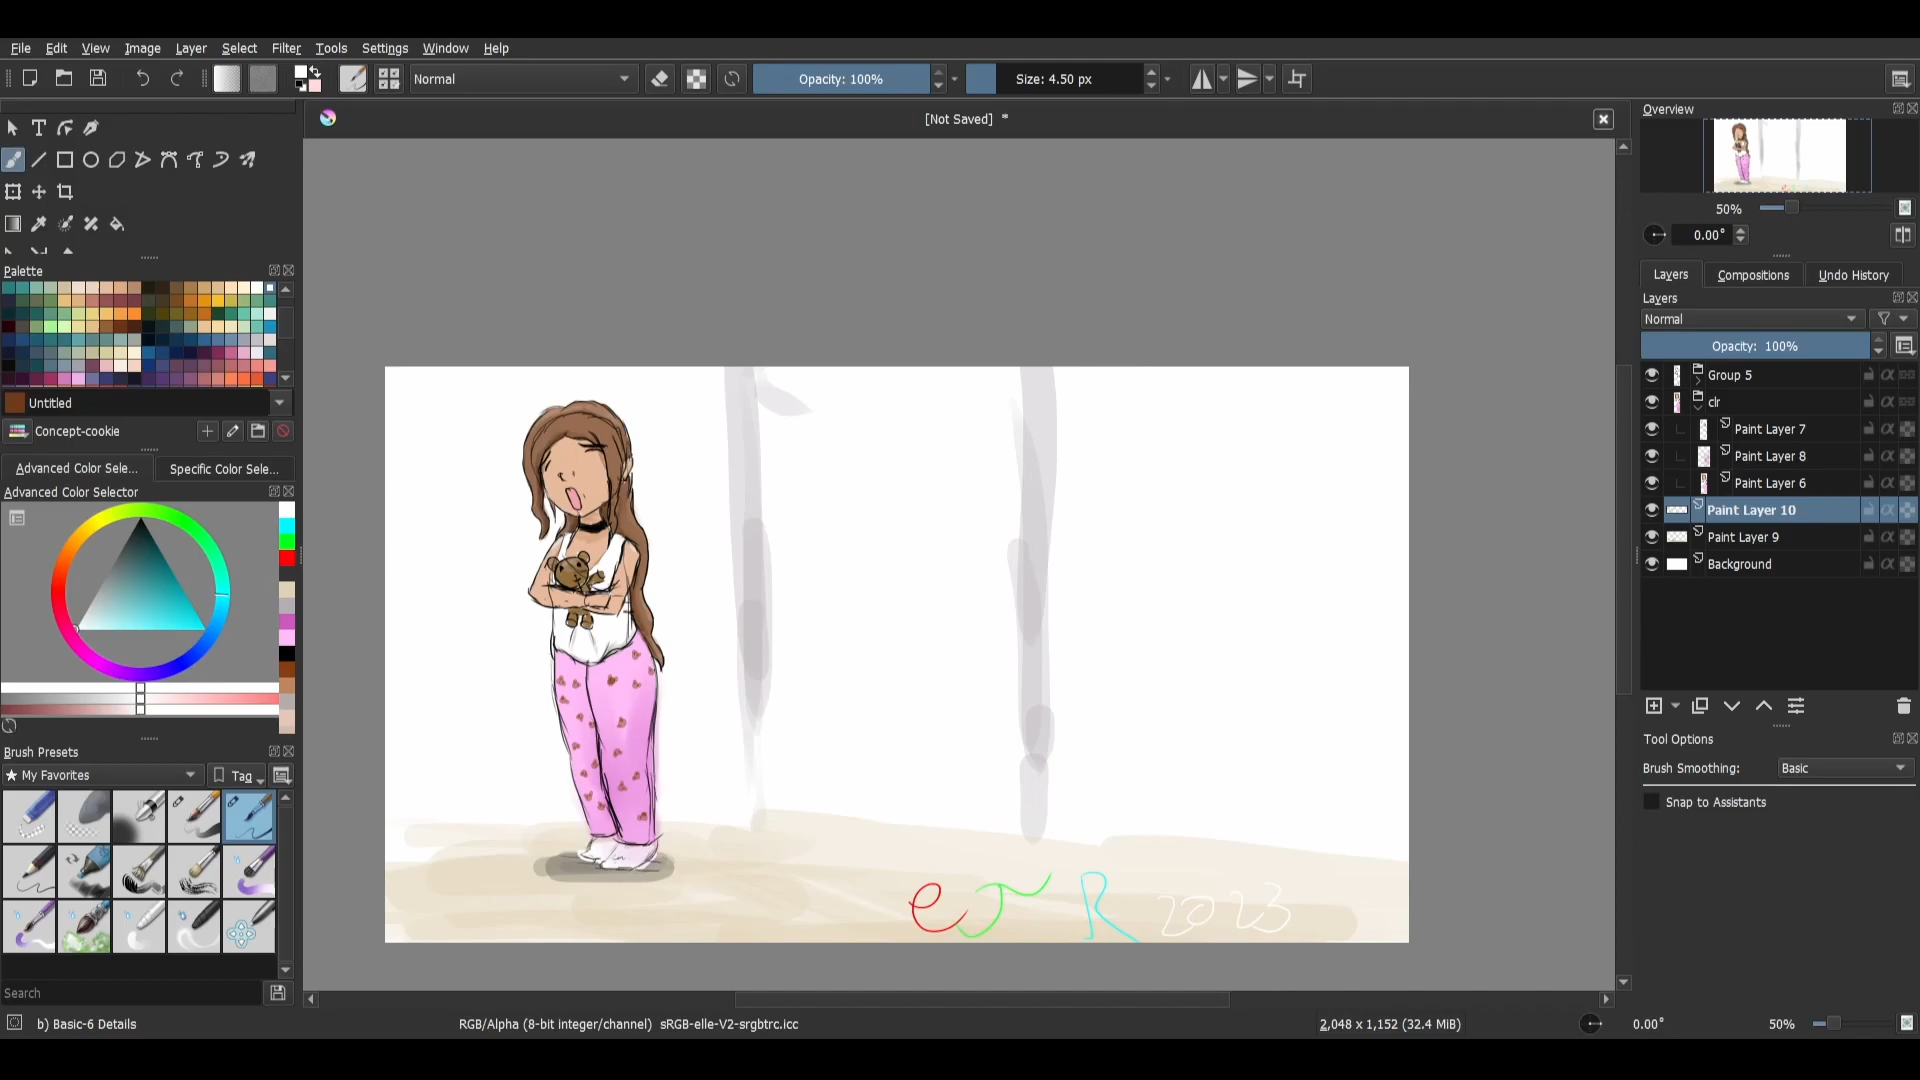 File Edit View Image Layer Select Filter Tools Settings Window Help
Normal Opacity: 100% Size: 4.50 px
[Not Saved] *
Overview
50%
0.00°
Palette
Untitled
Concept-cookie
Advanced Color Sele... Specific Color Sele...
Advanced Color Selector
Brush Presets
My Favorites Tag
Search
b) Basic-6 Details
Layers Compositions Undo History
Layers
Normal
Opacity: 100%
Group 5
clr
Paint Layer 7
Paint Layer 8
Paint Layer 6
Paint Layer 10
Paint Layer 9
Background
Tool Options
Brush Smoothing: Basic
Snap to Assistants
2023
RGB/Alpha (8-bit integer/channel) sRGB-elle-V2-srgbtrc.icc
2,048 x 1,152 (32.4 MiB)
0.00°
50%